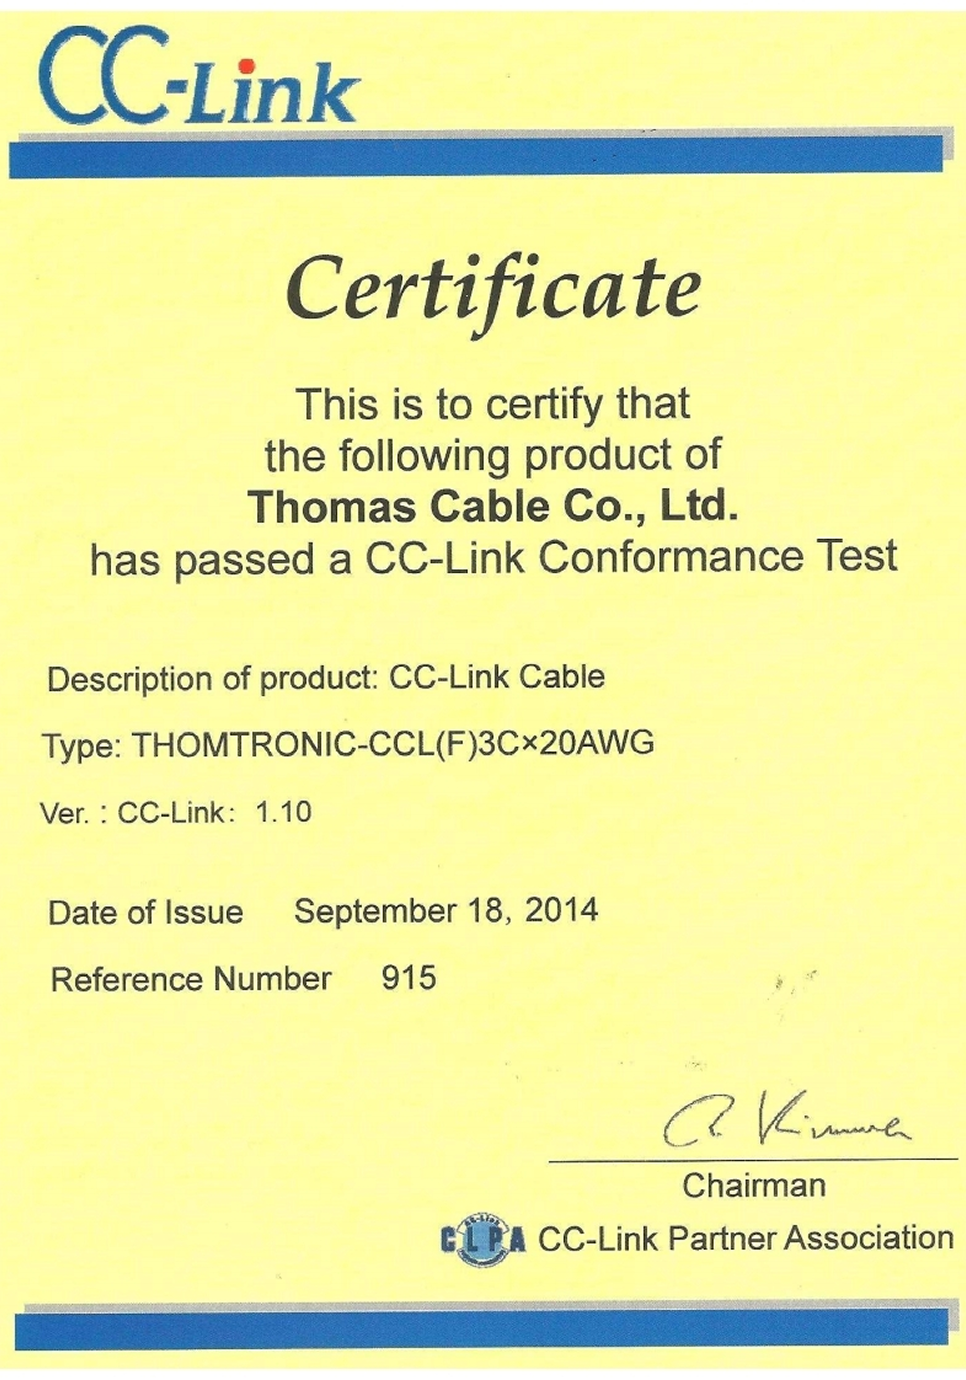 CC-Link
Certificate
This is to certify that
the following product of
Thomas Cable Co., Ltd.
has passed a CC-Link Conformance Test
Description of product: CC-Link Cable
Type: THOMTRONIC-CCL(F)3C×20AWG
Ver. : CC-Link: 1.10
Date of Issue September 18, 2014
Reference Number 915
Chairman
CLPA CC-Link Partner Association